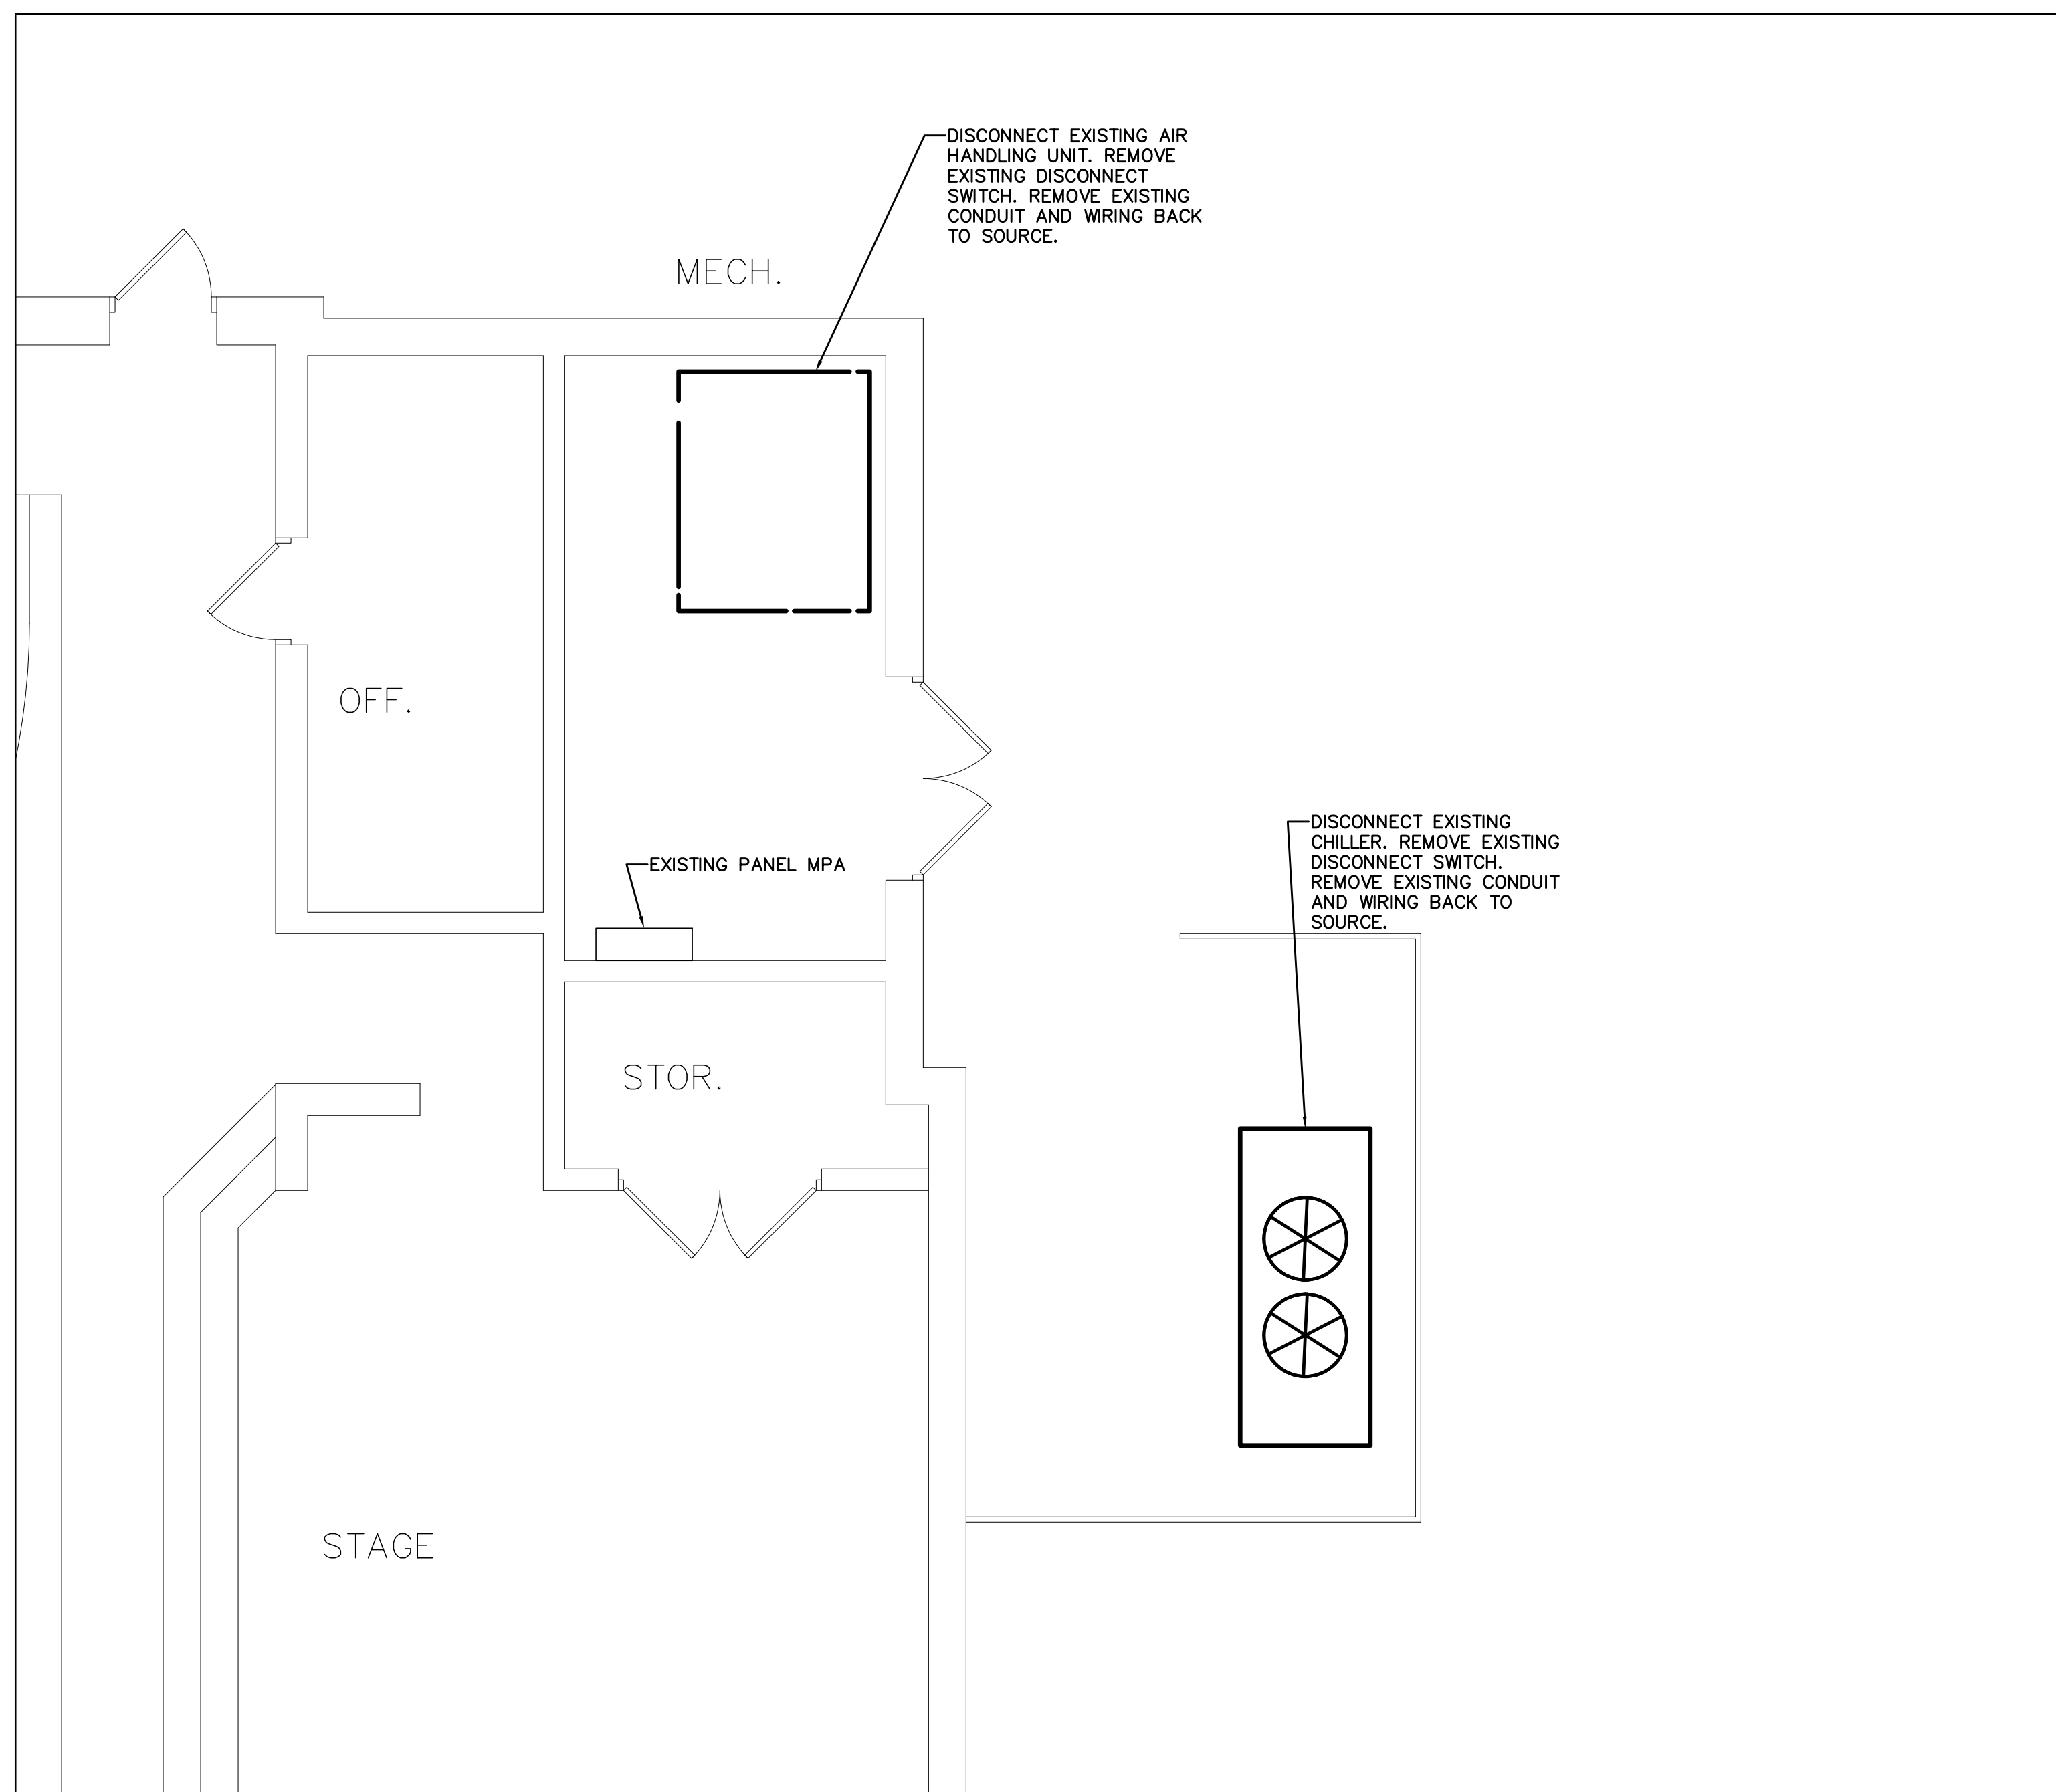 DISCONNECT EXISTING AIR
HANDLING UNIT. REMOVE
EXISTING DISCONNECT
SWITCH. REMOVE EXISTING
CONDUIT AND WIRING BACK
TO SOURCE.
MECH.
OFF.
DISCONNECT EXISTING
CHILLER. REMOVE EXISTING
DISCONNECT SWITCH.
REMOVE EXISTING CONDUIT
AND WIRING BACK TO
SOURCE.
EXISTING PANEL MPA
STOR.
STAGE